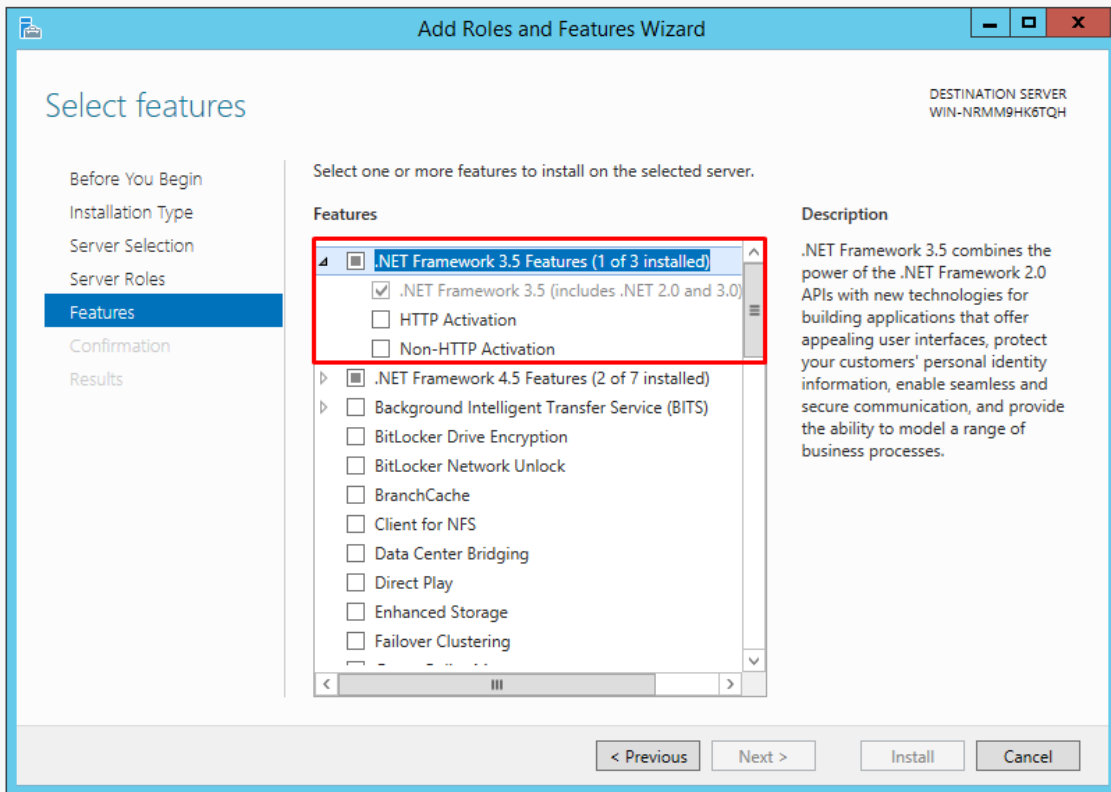 Add Roles and Features Wizard
Select features
DESTINATION SERVER
WIN-NRMM9HK6TQH
Before You Begin
Installation Type
Server Selection
Server Roles
Features
Confirmation
Results
Select one or more features to install on the selected server.
Features
.NET Framework 3.5 Features (1 of 3 installed)
.NET Framework 3.5 (includes .NET 2.0 and 3.0)
HTTP Activation
Non-HTTP Activation
.NET Framework 4.5 Features (2 of 7 installed)
Background Intelligent Transfer Service (BITS)
BitLocker Drive Encryption
BitLocker Network Unlock
BranchCache
Client for NFS
Data Center Bridging
Direct Play
Enhanced Storage
Failover Clustering
Description
.NET Framework 3.5 combines the
power of the .NET Framework 2.0
APIs with new technologies for
building applications that offer
appealing user interfaces, protect
your customers' personal identity
information, enable seamless and
secure communication, and provide
the ability to model a range of
business processes.
< Previous
Next >
Install
Cancel